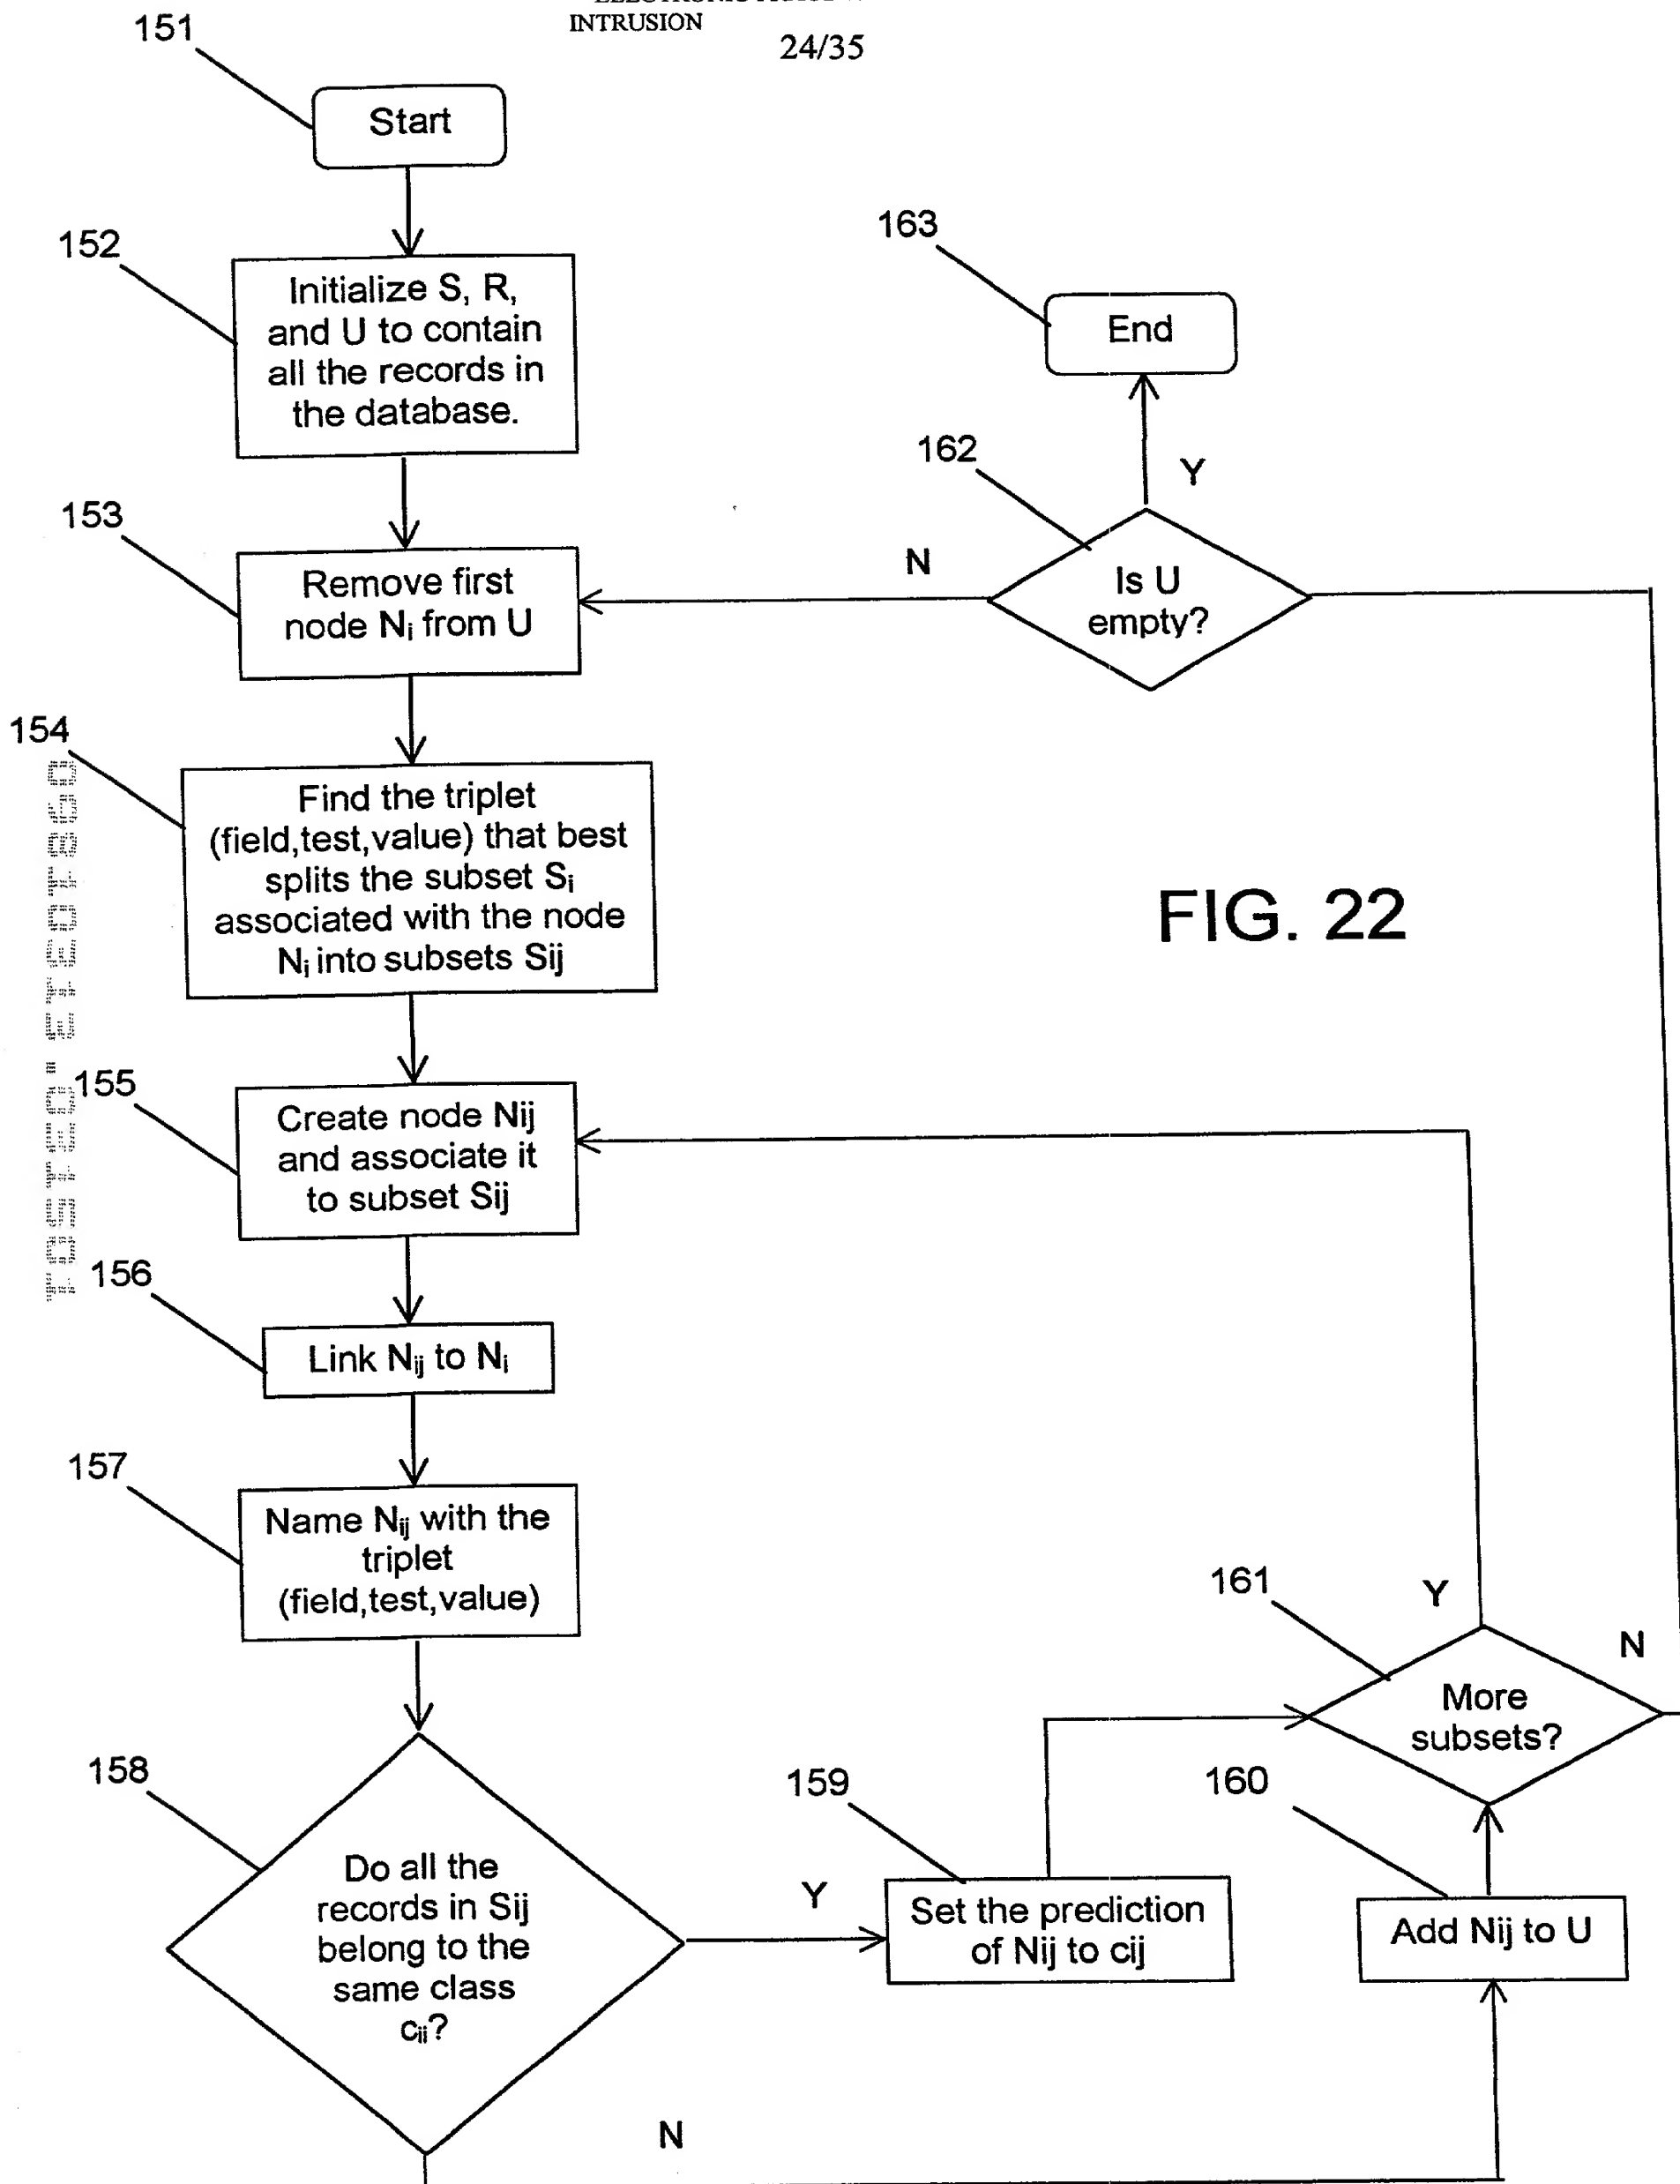 INTRUSION
24/35
151
Start
152
Initialize S, R,
and U to contain
all the records in
the database.
163
End
162
Y
N
Is U
empty?
153
Remove first
node Ni from U
154
Find the triplet
(field,test,value) that best
splits the subset Si
associated with the node
Ni into subsets Sij
FIG. 22
155
Create node Nij
and associate it
to subset Sij
156
Link Nij to Ni
157
Name Nij with the
triplet
(field,test,value)
161
Y
N
More
subsets?
158
Do all the
records in Sij
belong to the
same class
cij?
Y
159
Set the prediction
of Nij to cij
160
Add Nij to U
N